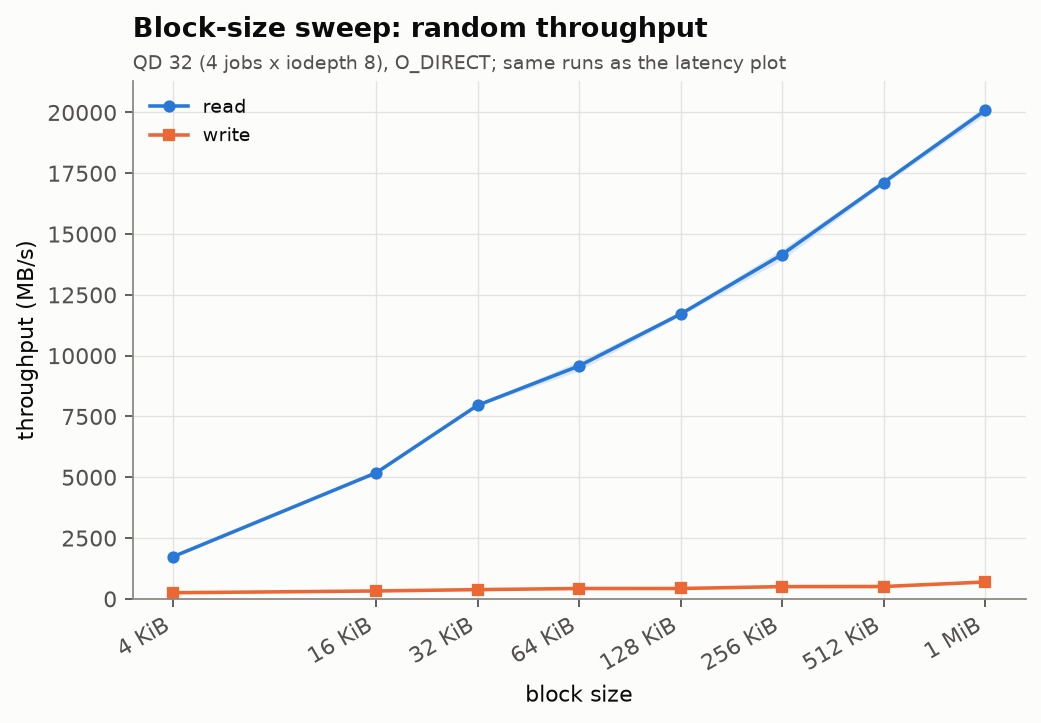 Block-size sweep: random throughput
QD 32 (4 jobs x iodepth 8), O_DIRECT; same runs as the latency plot
read
write
throughput (MB/s)
20000
17500
15000
12500
10000
7500
5000
2500
0
4 KiB
16 KiB
32 KiB
64 KiB
128 KiB
256 KiB
512 KiB
1 MiB
block size